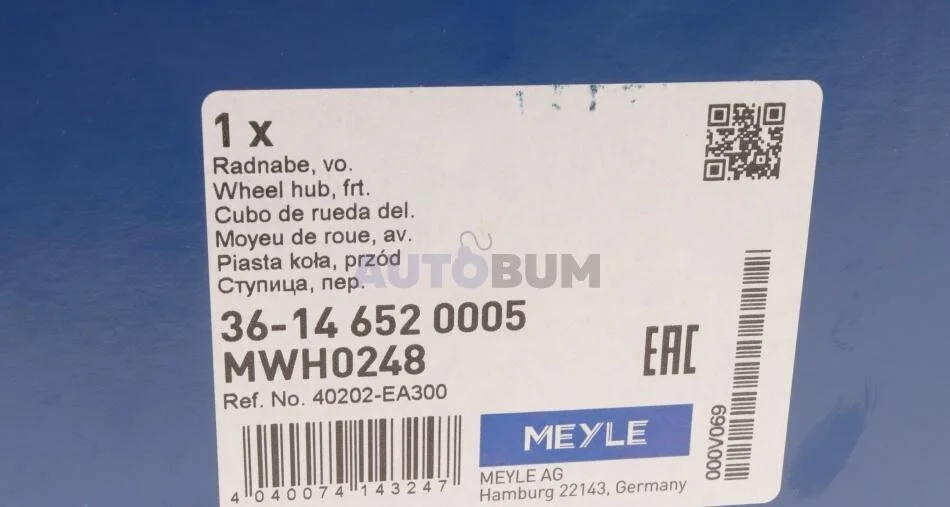 1 x
Radnabe, vo.
Wheel hub, frt.
Cubo de rueda del.
Moyeu de roue, av.
Piasta koła, przód
Ступица, пер.
AUTOBUM
36-14 652 0005
MWH0248
Ref. No. 40202-EA300
EAC
MEYLE
MEYLE AG
Hamburg 22143, Germany
4 040074 143247
000V069